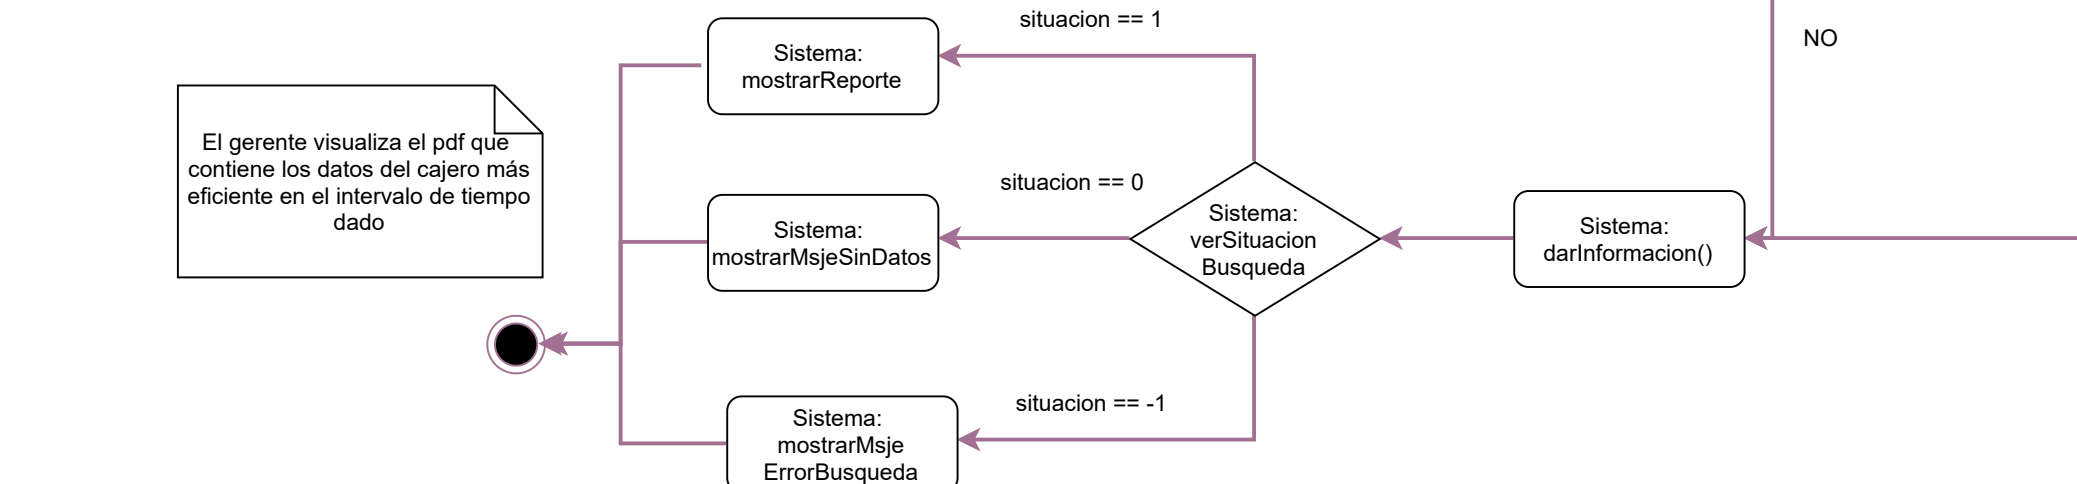 situacion == 1
NO
Sistema:
mostrarReporte
El gerente visualiza el pdf que
contiene los datos del cajero más
eficiente en el intervalo de tiempo
dado
situacion == 0
Sistema:
mostrarMsjeSinDatos
Sistema:
verSituacion
Busqueda
Sistema:
darInformacion()
situacion == -1
Sistema:
mostrarMsje
ErrorBusqueda